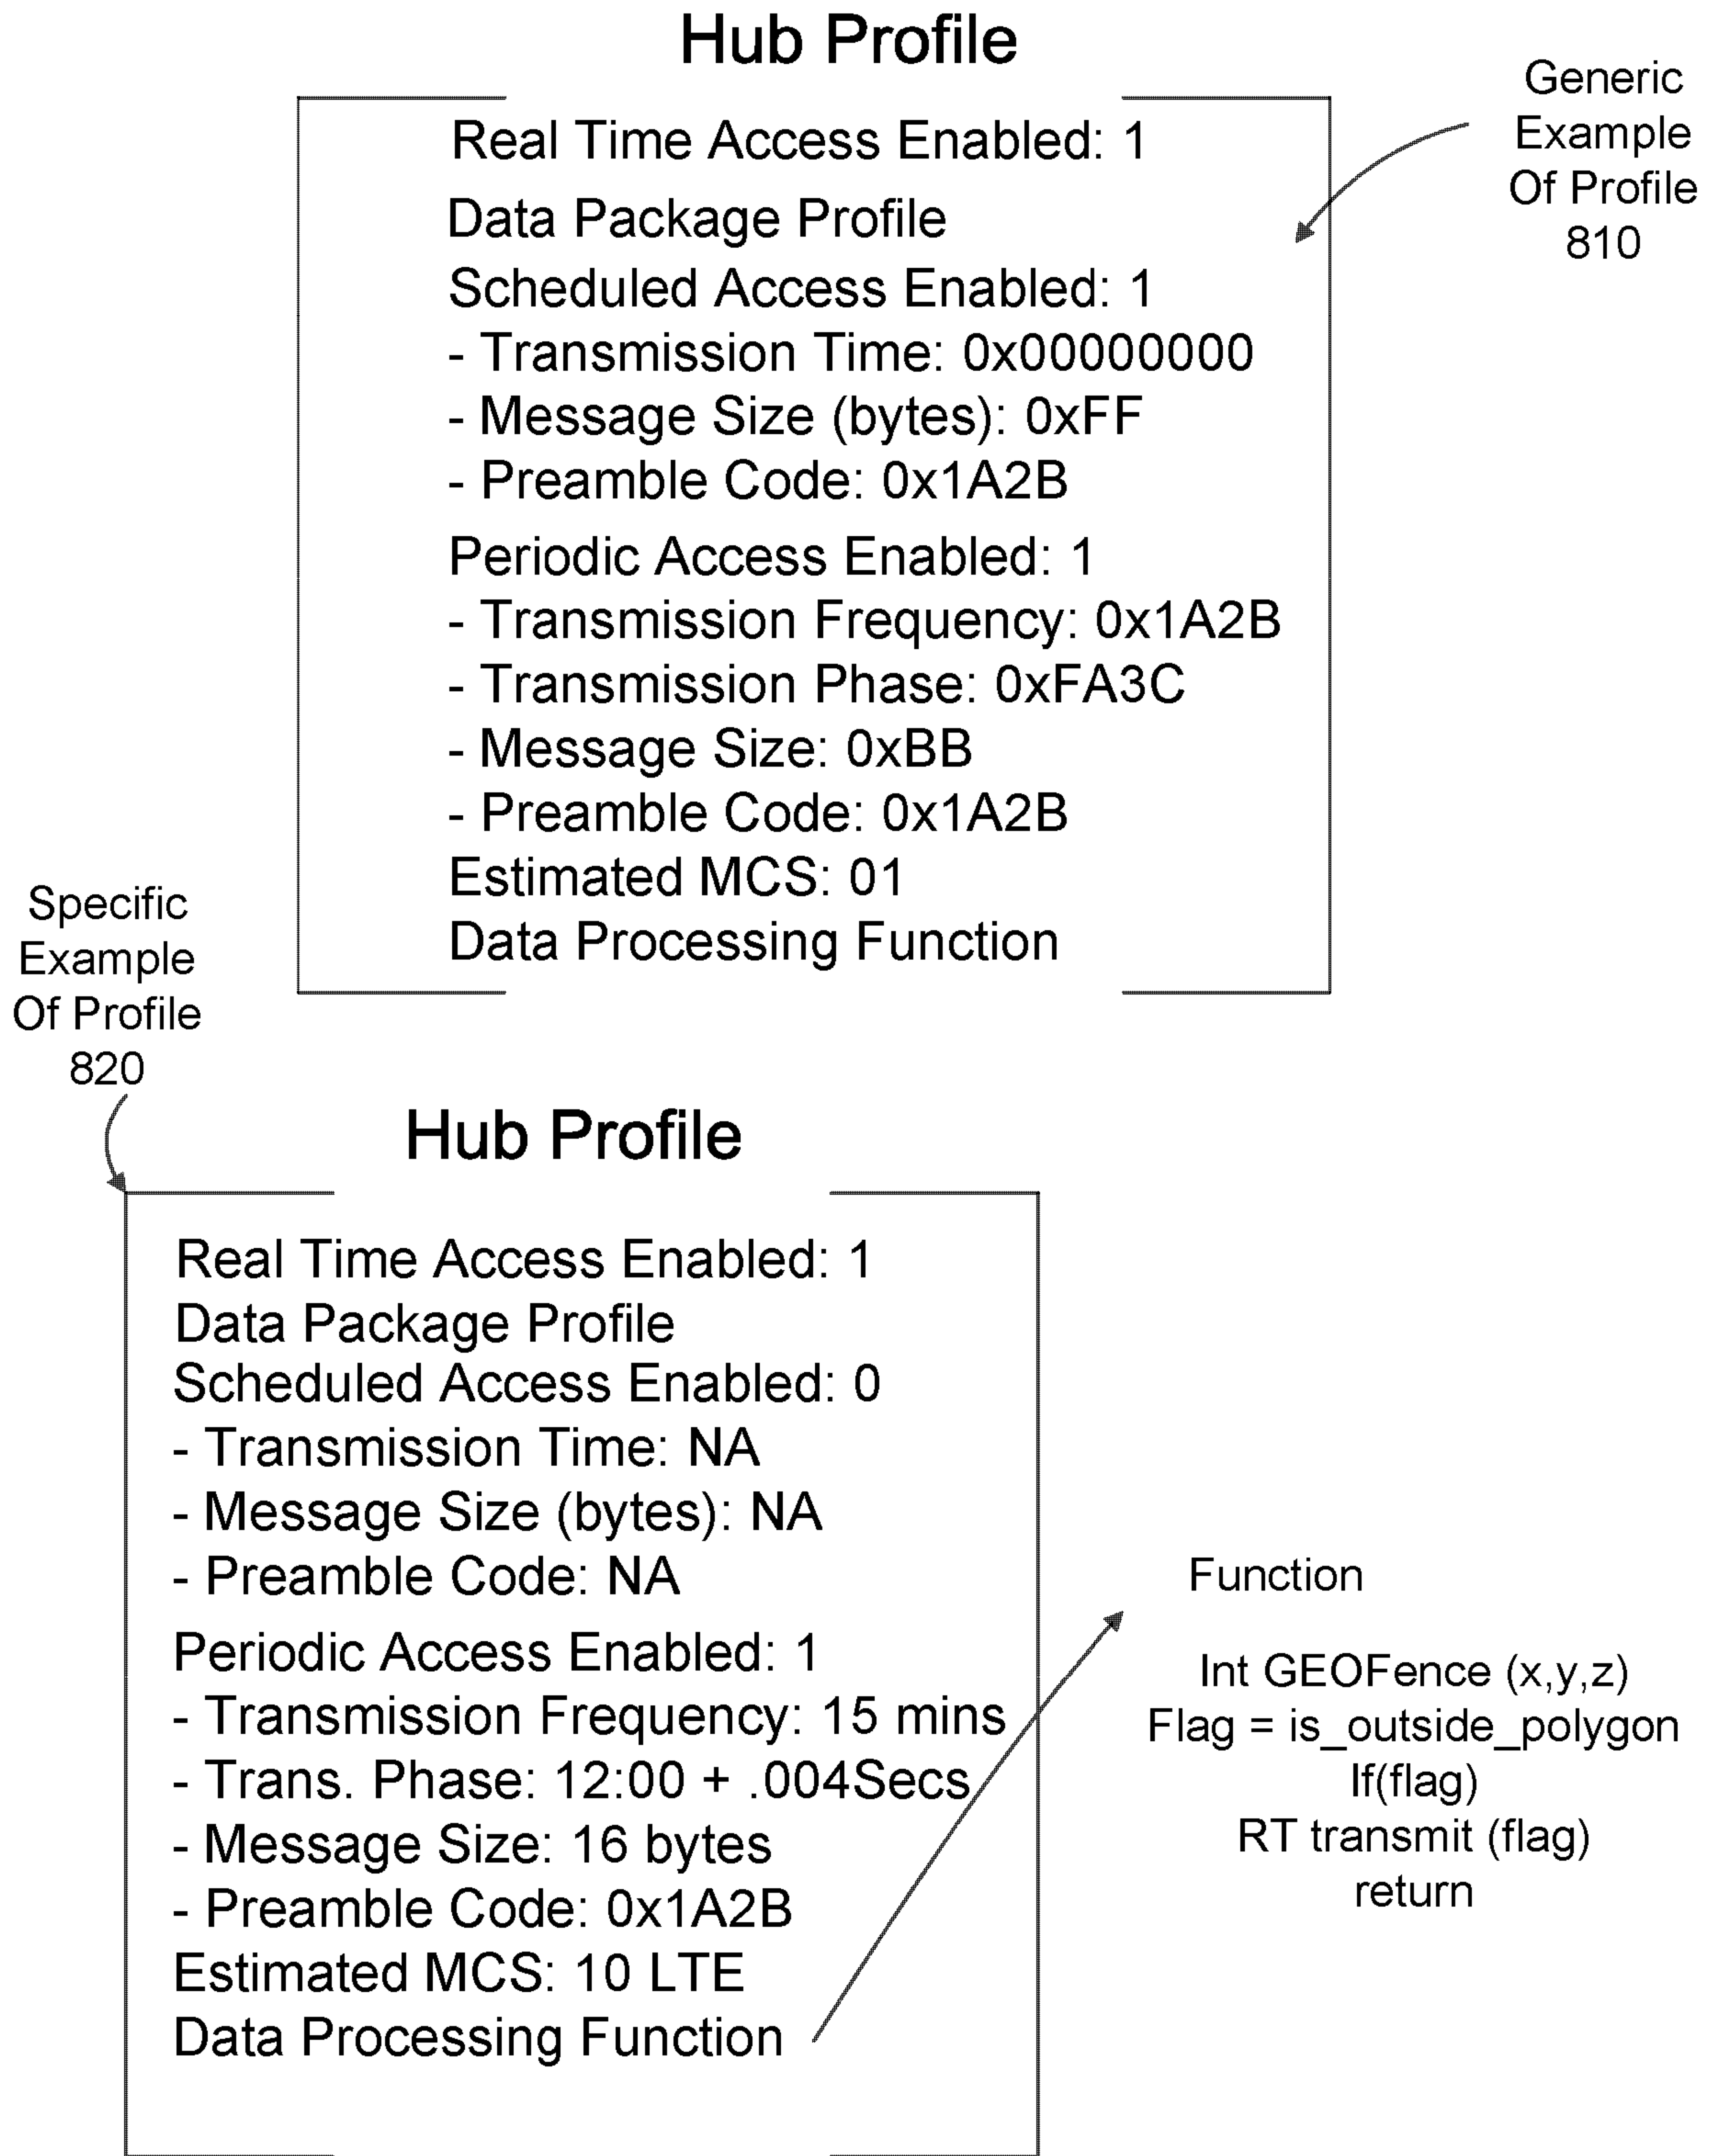 Hub Profile
Generic
Example
Of Profile
810
Real Time Access Enabled: 1
Data Package Profile
Scheduled Access Enabled: 1
- Transmission Time: 0x00000000
- Message Size (bytes): 0xFF
- Preamble Code: 0x1A2B
Periodic Access Enabled: 1
- Transmission Frequency: 0x1A2B
- Transmission Phase: 0xFA3C
- Message Size: 0xBB
- Preamble Code: 0x1A2B
Estimated MCS: 01
Data Processing Function
Specific
Example
Of Profile
820
Hub Profile
Real Time Access Enabled: 1
Data Package Profile
Scheduled Access Enabled: 0
- Transmission Time: NA
- Message Size (bytes): NA
- Preamble Code: NA
Periodic Access Enabled: 1
- Transmission Frequency: 15 mins
- Trans. Phase: 12:00 + .004Secs
- Message Size: 16 bytes
- Preamble Code: 0x1A2B
Estimated MCS: 10 LTE
Data Processing Function
Function
Int GEOFence (x,y,z)
Flag = is_outside_polygon
If(flag)
RT transmit (flag)
return